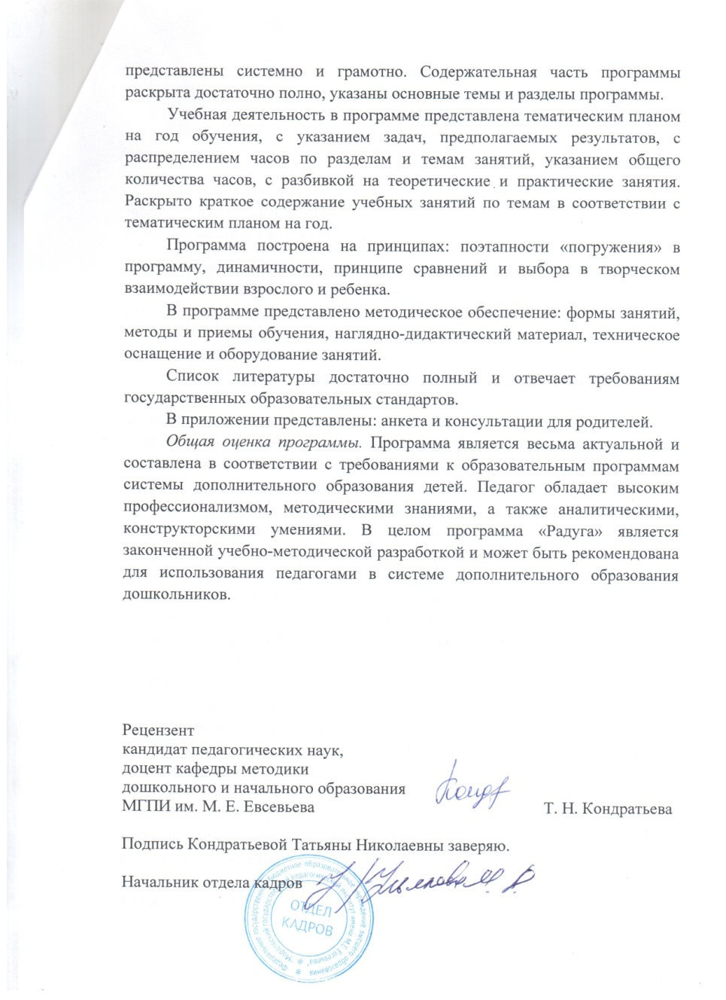 представлены системно и грамотно. Содержательная часть программы
раскрыта достаточно полно, указаны основные темы и разделы программы.
Учебная деятельность в программе представлена тематическим планом
на год обучения, с указанием задач, предполагаемых результатов, с
распределением часов по разделам и темам занятий, указанием общего
количества часов, с разбивкой на теоретические и практические занятия.
Раскрыто краткое содержание учебных занятий по темам в соответствии с
тематическим планом на год.
Программа построена на принципах: поэтапности «погружения» в
программу, динамичности, принципе сравнений и выбора в творческом
взаимодействии взрослого и ребенка.
В программе представлено методическое обеспечение: формы занятий,
методы и приемы обучения, наглядно-дидактический материал, техническое
оснащение и оборудование занятий.
Список литературы достаточно полный и отвечает требованиям
государственных образовательных стандартов.
В приложении представлены: анкета и консультации для родителей.
Общая оценка программы. Программа является весьма актуальной и
составлена в соответствии с требованиями к образовательным программам
системы дополнительного образования детей. Педагог обладает высоким
профессионализмом, методическими знаниями, а также аналитическими,
конструкторскими умениями. В целом программа «Радуга» является
законченной учебно-методической разработкой и может быть рекомендована
для использования педагогами в системе дополнительного образования
дошкольников.
Рецензент
кандидат педагогических наук,
доцент кафедры методики
дошкольного и начального образования
МГПИ им. М. Е. Евсевьева Т. Н. Кондратьева
Подпись Кондратьевой Татьяны Николаевны заверяю.
Начальник отдела кадров
ОТДЕЛ
КАДРОВ